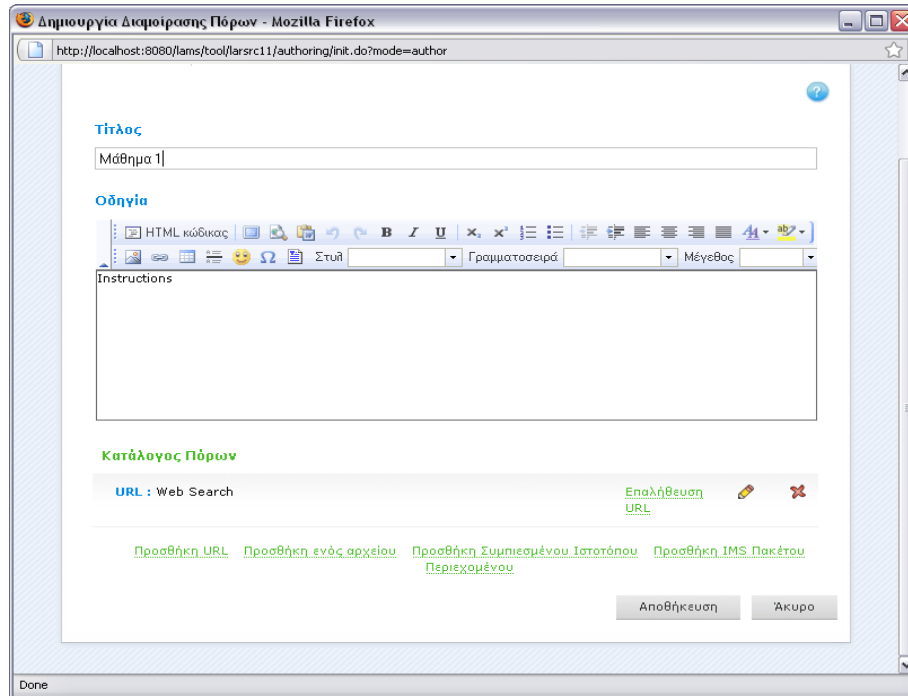 Δημιουργία Διαμοίρασης Πόρων - Mozilla Firefox
http://localhost:8080/lams/tool/larsrc11/authoring/init.do?mode=author
Τίτλος
Μάθημα 1
Οδηγία
HTML κώδικας B I U x₂ x²
Στυλ Γραμματοσειρά Μέγεθος
Instructions
Κατάλογος Πόρων
URL : Web Search Επαλήθευση
URL
Προσθήκη URL Προσθήκη ενός αρχείου Προσθήκη Συμπιεσμένου Ιστοτόπου Προσθήκη IMS Πακέτου
Περιεχομένου
Αποθήκευση Άκυρο
Done